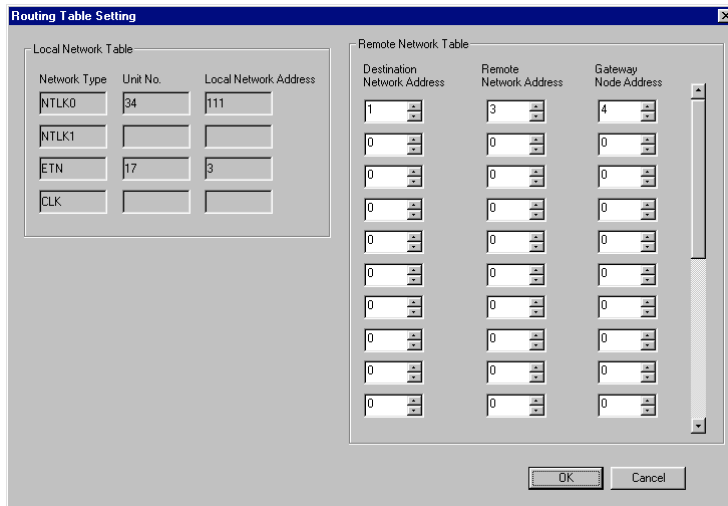 Routing Table Setting
Local Network Table
Network Type Unit No. Local Network Address
NTLK0 34 111
NTLK1
ETN 17 3
CLK
Remote Network Table
Destination Network Address
Remote Network Address
Gateway Node Address
1 3 4
0 0 0
0 0 0
0 0 0
0 0 0
0 0 0
0 0 0
0 0 0
0 0 0
0 0 0
OK Cancel